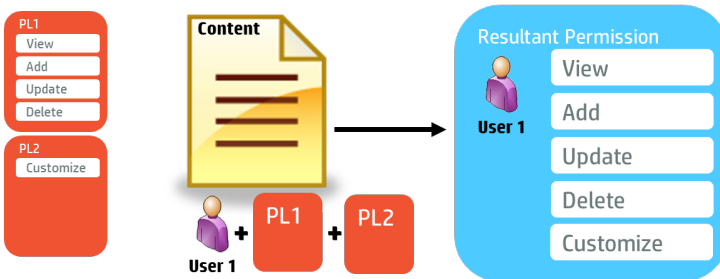 PL1
View
Add
Update
Delete
PL2
Customize
Content
User 1
+
PL1
+
PL2
Resultant Permission
User 1
View
Add
Update
Delete
Customize